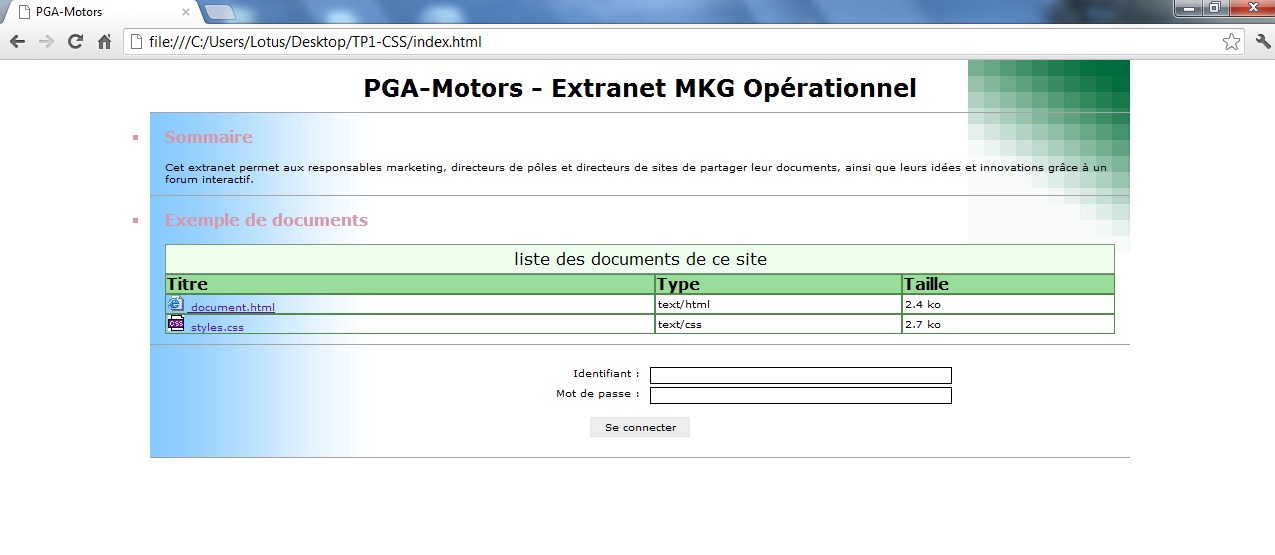 PGA-Motors
file:///C:/Users/Lotus/Desktop/TP1-CSS/index.html
PGA-Motors - Extranet MKG Opérationnel
Sommaire
Cet extranet permet aux responsables marketing, directeurs de pôles et directeurs de sites de partager leur documents, ainsi que leurs idées et innovations grâce à un
forum interactif.
Exemple de documents
liste des documents de ce site
Titre Type Taille
document.html text/html 2.4 ko
CSS styles.css text/css 2.7 ko
Identifiant :
Mot de passe :
Se connecter